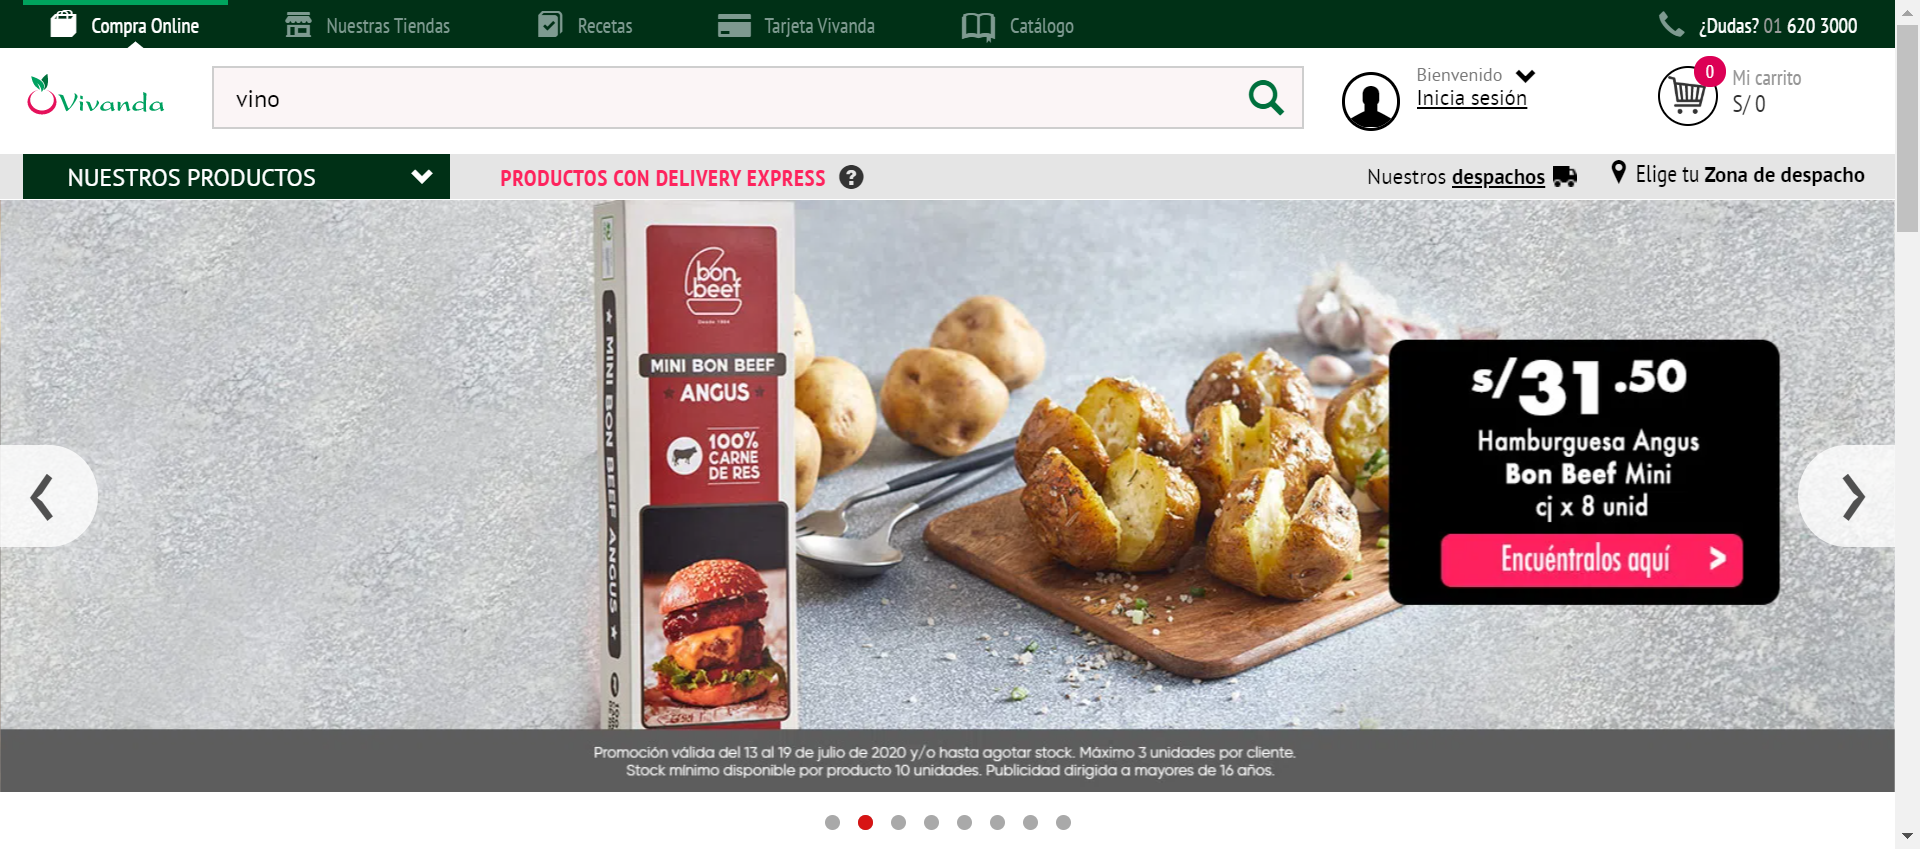 Compra Online
Nuestras Tiendas
Recetas
Tarjeta Vivanda
Catálogo
¿Dudas? 01 620 3000
Vivanda
vino
Bienvenido
Inicia sesión
0
Mi carrito
S/ 0
NUESTROS PRODUCTOS
PRODUCTOS CON DELIVERY EXPRESS ?
Nuestros despachos
Elige tu Zona de despacho
bon
beef
Desde 1964
MINI BON BEEF
ANGUS
100%
CARNE
DE RES
MINI BON BEEF ANGUS
s/31.50
Hamburguesa Angus
Bon Beef Mini
cj x 8 unid
Encuéntralos aquí >
Promoción válida del 13 al 19 de julio de 2020 y/o hasta agotar stock. Máximo 3 unidades por cliente.
Stock mínimo disponible por producto 10 unidades. Publicidad dirigida a mayores de 16 años.